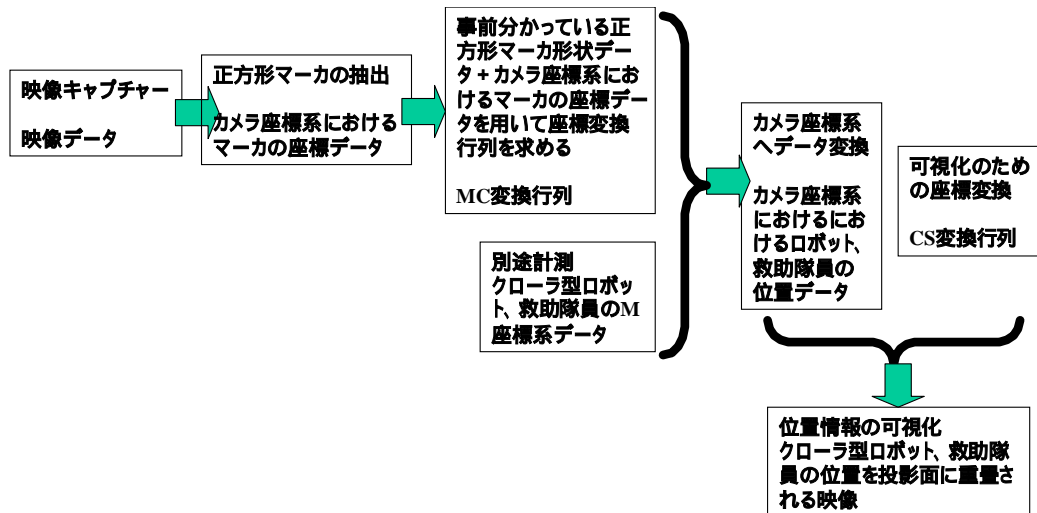 映像キャプチャー
映像データ
正方形マーカの抽出
カメラ座標系における
マーカの座標データ
事前分かっている正
方形マーカ形状デー
タ+カメラ座標系にお
けるマーカの座標デー
タを用いて座標変換
行列を求める
MC変換行列
別途計測
クローラ型ロボッ
ト、救助隊員のM
座標系データ
カメラ座標系
へデータ変換
カメラ座標系
におけるにお
けるロボット、
救助隊員の
位置データ
可視化のため
の座標変換
CS変換行列
位置情報の可視化
クローラ型ロボット、救助隊
員の位置を投影面に重畳さ
れる映像